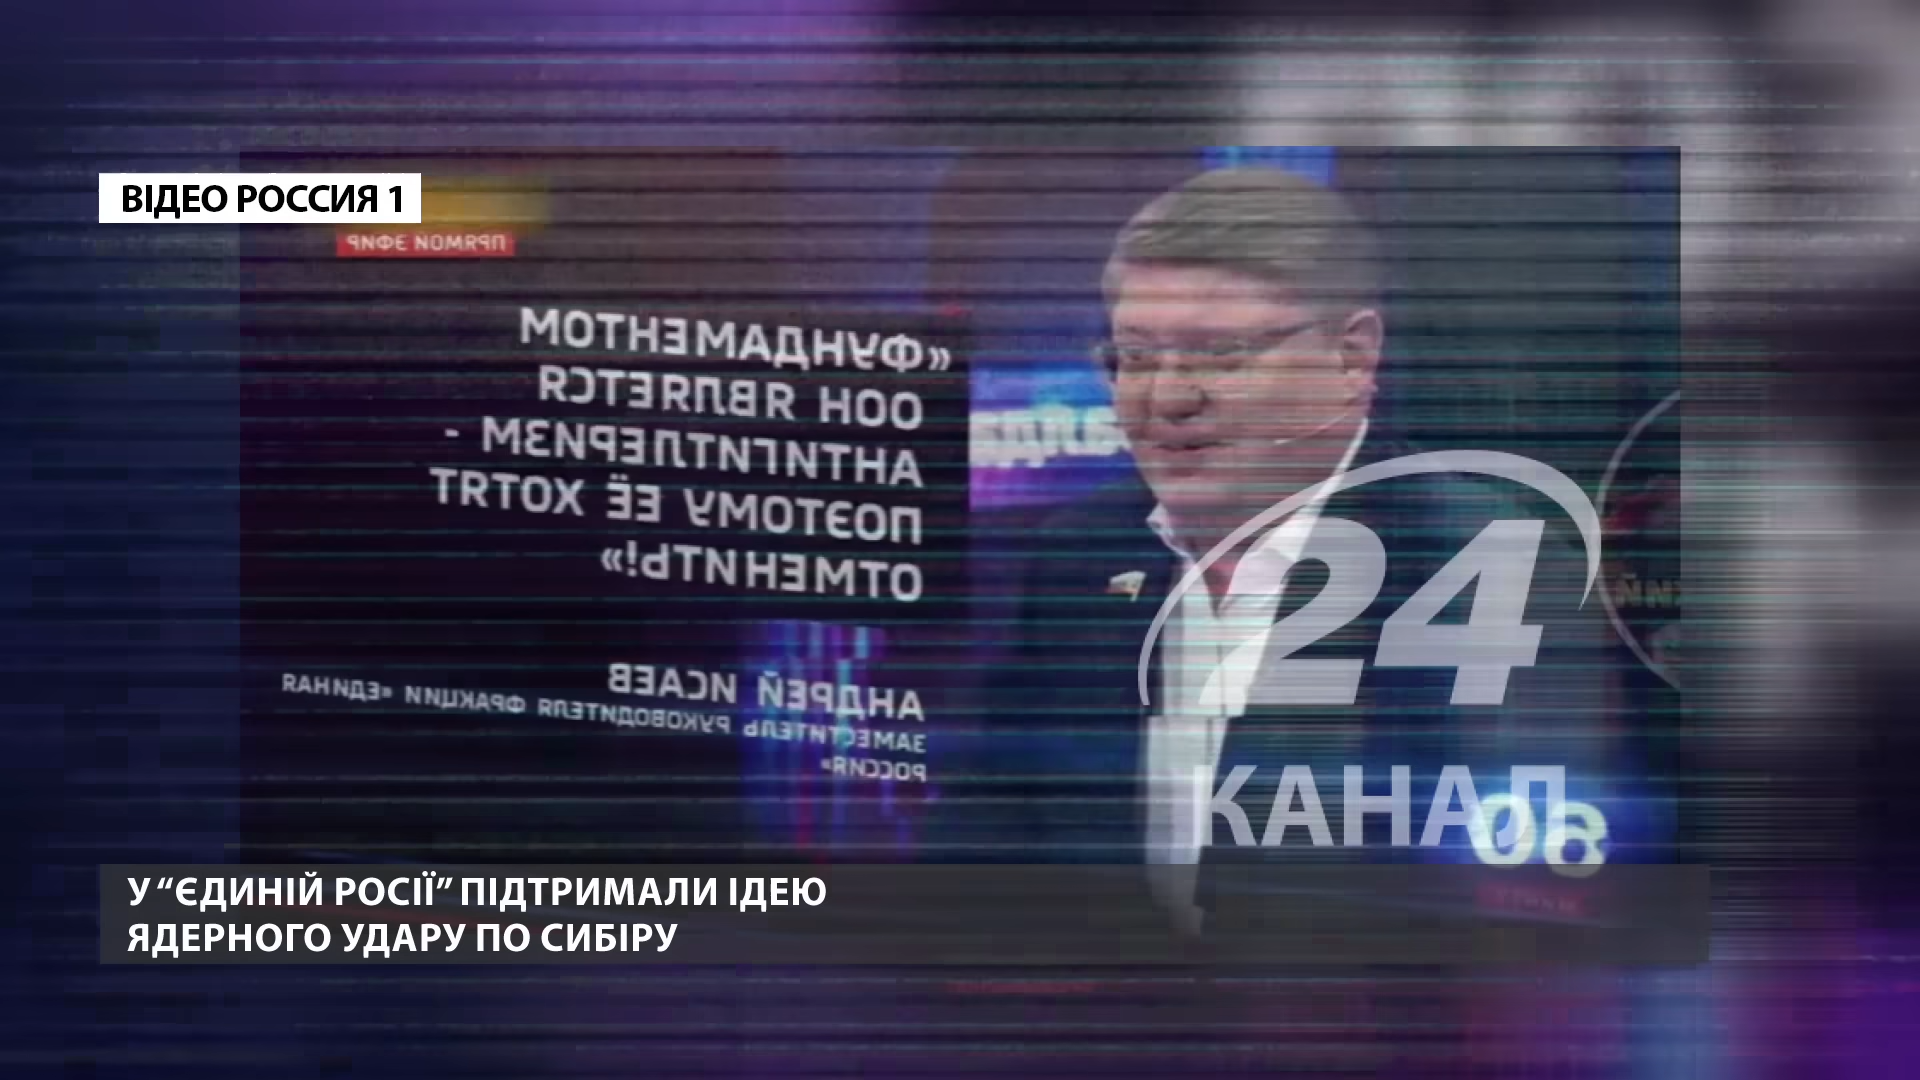 ВІДЕО РОССИЯ 1
ПРЯМОЙ ЭФИР
«ФУНДАМЕНТОМ
ООН ЯВЛЯЕТСЯ
АНТИГИТЛЕРИЗМ -
ПОЭТОМУ ЕЁ ХОТЯТ
ОТМЕНИТЬ!»
АНДРЕЙ ИСАЕВ
ЗАМЕСТИТЕЛЬ РУКОВОДИТЕЛЯ ФРАКЦИИ «ЕДИНАЯ
РОССИЯ»
24
КАНАЛ
У “ЄДИНІЙ РОСІЇ” ПІДТРИМАЛИ ІДЕЮ
ЯДЕРНОГО УДАРУ ПО СИБІРУ